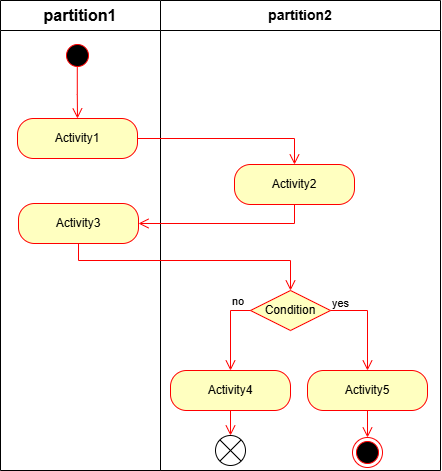 partition1
partition2
Activity1
Activity2
Activity3
Condition
no
yes
Activity4
Activity5